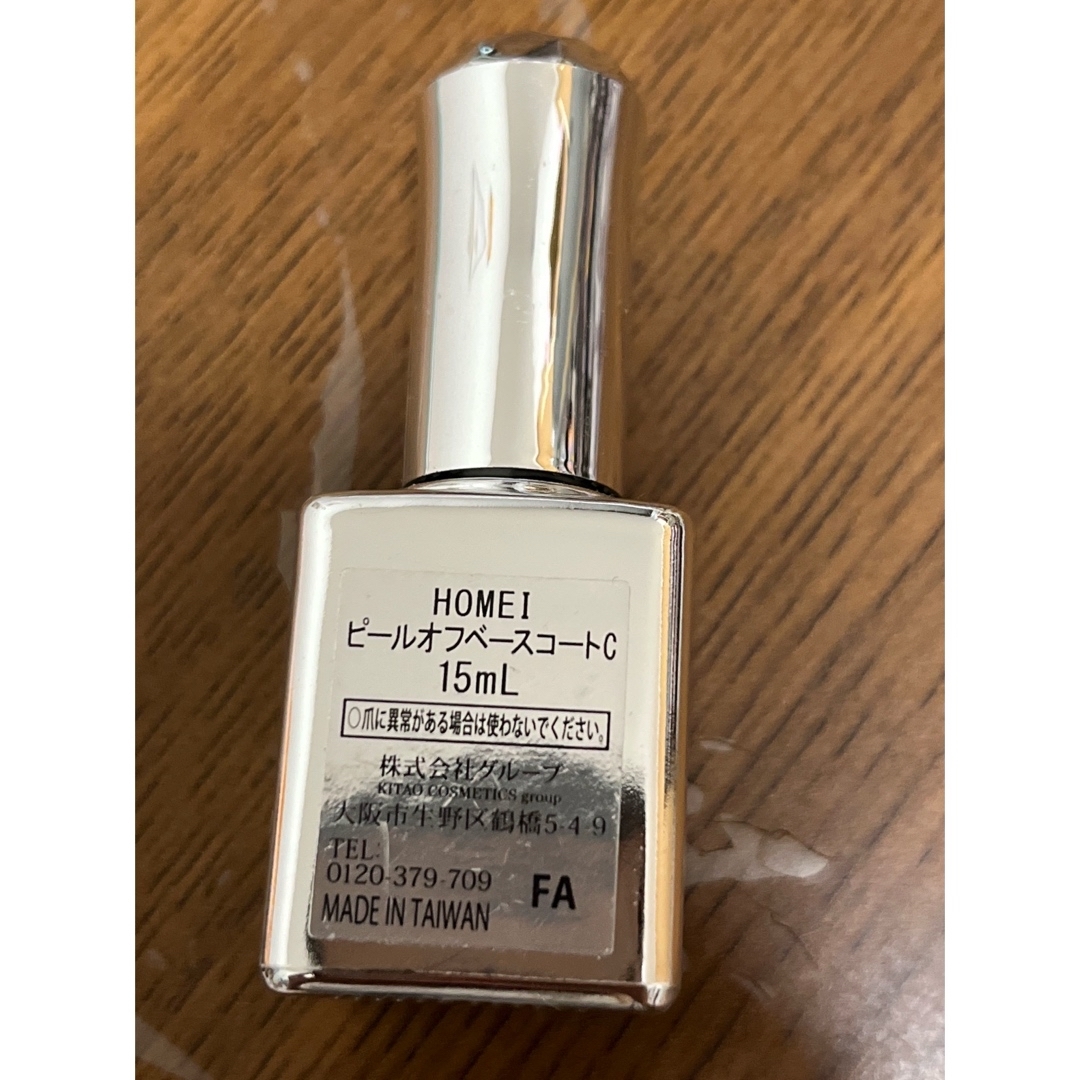 HOMEI
ピールオフベースコートC
15mL
○爪に異常がある場合は使わないでください。
株式会社グループ
KITAO COSMETICS group
大阪市生野区鶴橋5-4-9
TEL:
0120-379-709
FA
MADE IN TAIWAN